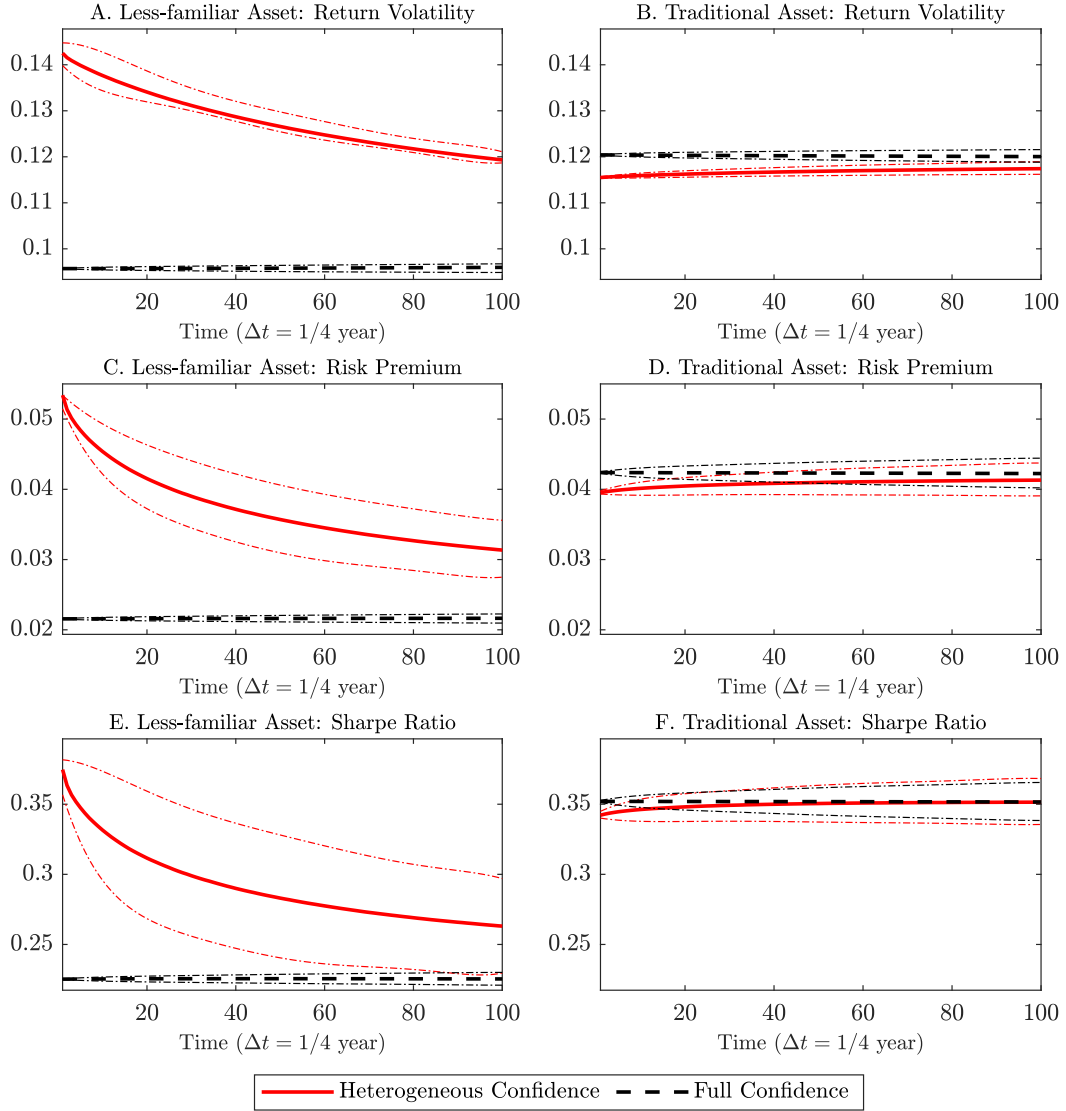 A. Less-familiar Asset: Return Volatility
0.14
0.13
0.12
0.11
0.1
20 40 60 80 100
Time (Δt = 1/4 year)
B. Traditional Asset: Return Volatility
0.14
0.13
0.12
0.11
0.1
20 40 60 80 100
Time (Δt = 1/4 year)
C. Less-familiar Asset: Risk Premium
0.05
0.04
0.03
0.02
20 40 60 80 100
Time (Δt = 1/4 year)
D. Traditional Asset: Risk Premium
0.05
0.04
0.03
0.02
20 40 60 80 100
Time (Δt = 1/4 year)
E. Less-familiar Asset: Sharpe Ratio
0.35
0.3
0.25
20 40 60 80 100
Time (Δt = 1/4 year)
F. Traditional Asset: Sharpe Ratio
0.35
0.3
0.25
20 40 60 80 100
Time (Δt = 1/4 year)
Heterogeneous Confidence Full Confidence